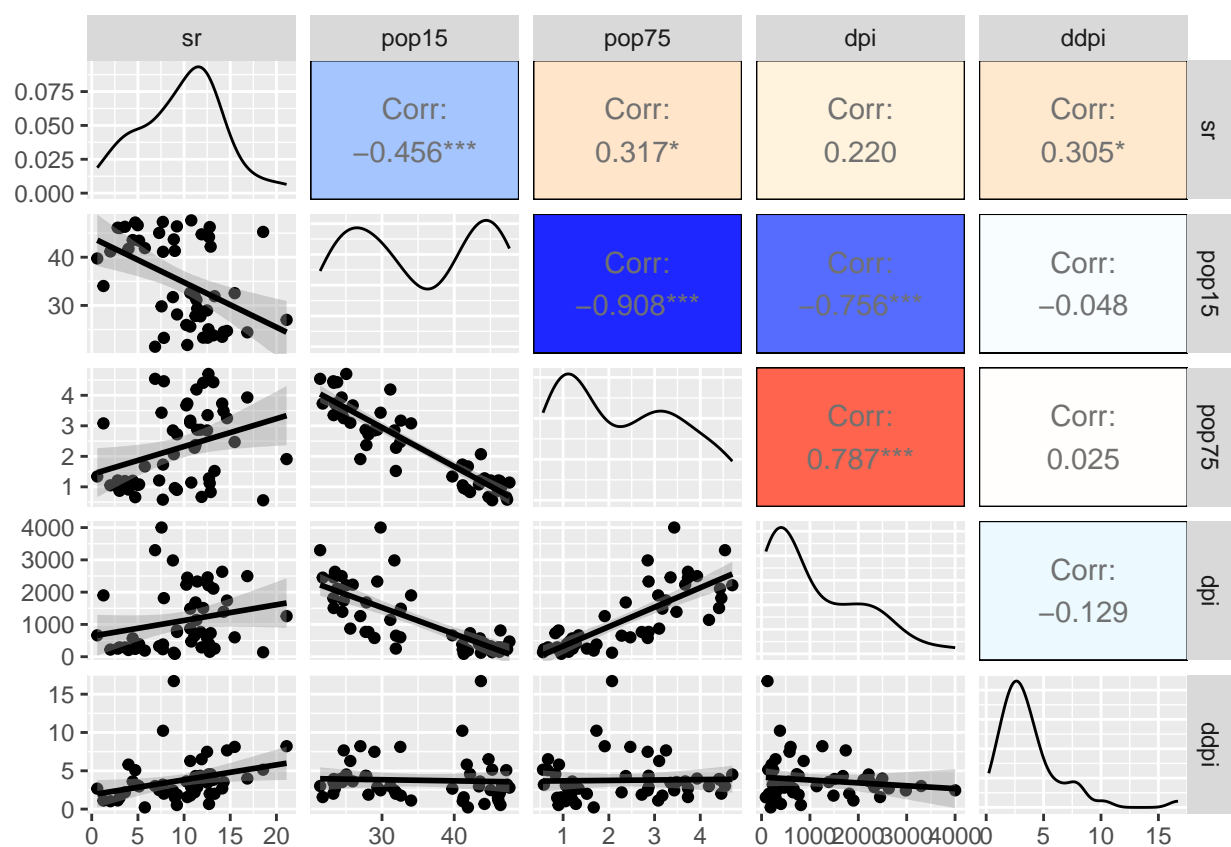 sr pop15 pop75 dpi ddpi
0.075
0.050
0.025
0.000
Corr:
−0.456***
Corr:
0.317*
Corr:
0.220
Corr:
0.305*
sr
40
30
Corr:
−0.908***
Corr:
−0.756***
Corr:
−0.048
pop15
4
3
2
1
Corr:
0.787***
Corr:
0.025
pop75
4000
3000
2000
1000
0
Corr:
−0.129
dpi
15
10
5
0
ddpi
0 5 10 15 20
30 40
1 2 3 4
0 1000 2000 3000 4000
0 5 10 15